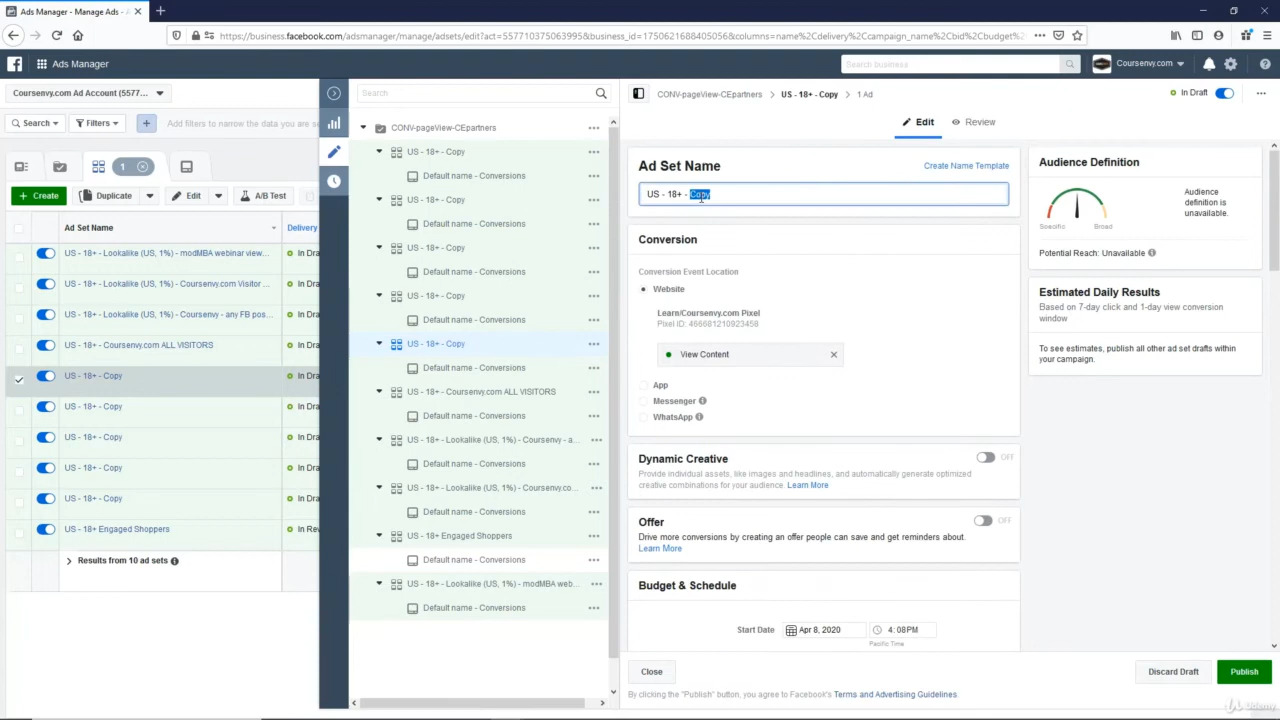 Ads Manager - Manage Ads - A
https://business.facebook.com/adsmanager/manage/adsets/edit?act=557710375063995&business_id=1750621688405056&columns=name%2Cdelivery%2Ccampaign_name%2Cbid%2Cbudget%
Ads Manager
Search business
Coursenvy.com
Coursenvy.com Ad Account (5577...
Search
Filters
Add filters to narrow the data you are se
1
Create
Duplicate
Edit
A/B Test
Ad Set Name
Delivery
US - 18+ - Lookalike (US, 1%) - modMBA webinar view...
In Dra
US - 18+ - Lookalike (US, 1%) - Coursenvy.com Visitor ...
In Dra
US - 18+ - Lookalike (US, 1%) - Coursenvy - any FB pos...
In Dra
US - 18+ - Coursenvy.com ALL VISITORS
In Dra
US - 18+ - Copy
In Dra
US - 18+ - Copy
In Dra
US - 18+ - Copy
In Dra
US - 18+ - Copy
In Dra
US - 18+ - Copy
In Dra
US - 18+ Engaged Shoppers
In Rev
Results from 10 ad sets
Search
CONV-pageView-CEpartners
US - 18+ - Copy
Default name - Conversions
US - 18+ - Copy
Default name - Conversions
US - 18+ - Copy
Default name - Conversions
US - 18+ - Copy
Default name - Conversions
US - 18+ - Copy
Default name - Conversions
US - 18+ - Coursenvy.com ALL VISITORS
Default name - Conversions
US - 18+ - Lookalike (US, 1%) - Coursenvy - a...
Default name - Conversions
US - 18+ - Lookalike (US, 1%) - Coursenvy.co...
Default name - Conversions
US - 18+ Engaged Shoppers
Default name - Conversions
US - 18+ - Lookalike (US, 1%) - modMBA web...
Default name - Conversions
CONV-pageView-CEpartners
US - 18+ - Copy
1 Ad
In Draft
Edit
Review
Ad Set Name
Create Name Template
US - 18+ - Copy
Conversion
Conversion Event Location
Website
Learn/Coursenvy.com Pixel
Pixel ID: 466681210923458
View Content
App
Messenger
WhatsApp
Dynamic Creative
OFF
Provide individual assets, like images and headlines, and automatically generate optimized
creative combinations for your audience. Learn More
Offer
OFF
Drive more conversions by creating an offer people can save and get reminders about.
Learn More
Budget & Schedule
Start Date
Apr 8, 2020
4:08PM
Pacific Time
Close
Discard Draft
Publish
By clicking the "Publish" button, you agree to Facebook's Terms and Advertising Guidelines
Audience Definition
Specific
Broad
Audience
definition is
unavailable.
Potential Reach: Unavailable
Estimated Daily Results
Based on 7-day click and 1-day view conversion
window
To see estimates, publish all other ad set drafts within
your campaign.
Udemy